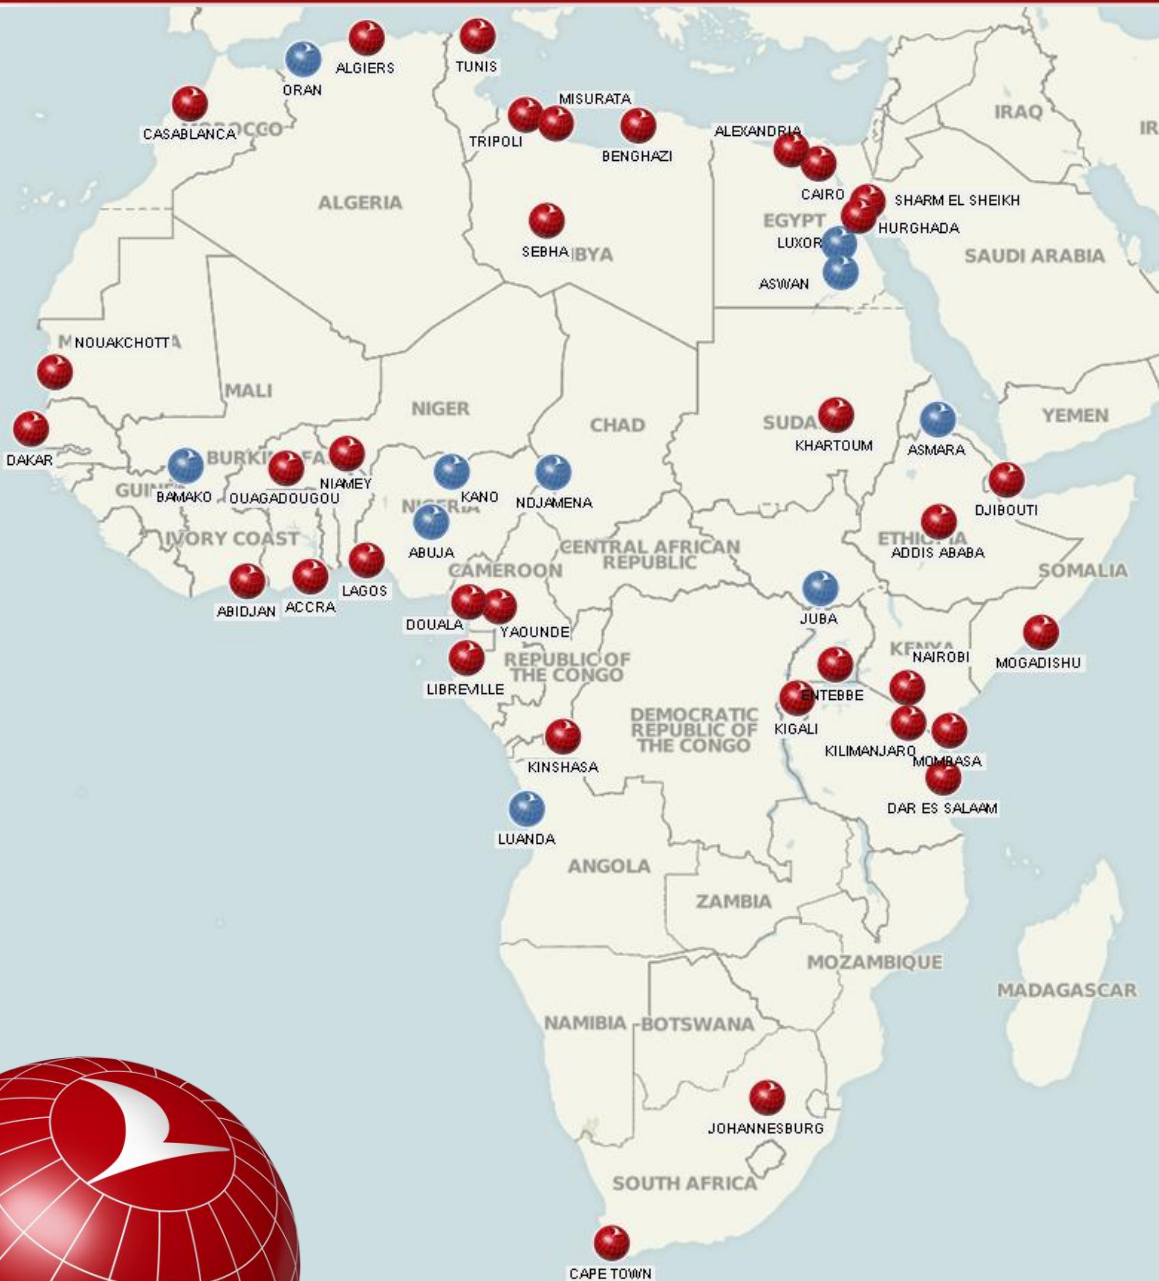 ALGIERS
TUNIS
ORAN
CASABLANCA
MISURATA
TRIPOLI
BENGHAZI
ALEXANDRIA
IRAQ
CAIRO
ALGERIA
SHARM EL SHEIKH
EGYPT
HURGHADA
LUXOR
SEBHA
SAUDI ARABIA
ASWAN
NOUAKCHOTT
MALI
NIGER
CHAD
YEMEN
KHARTOUM
ASMARA
DAKAR
NIAMEY
BAMAKO
OUAGADOUGOU
KANO
NDJAMENA
NIGERIA
DJIBOUTI
IVORY COAST
ABUJA
ETHIOPIA
ADDIS ABABA
CENTRAL AFRICAN
REPUBLIC
CAMEROON
SOMALIA
LAGOS
ABIDJAN
ACCRA
JUBA
DOUALA
YAOUNDE
KENYA
NAIROBI
MOGADISHU
REPUBLIC OF
THE CONGO
LIBREVILLE
ENTEBBE
DEMOCRATIC
REPUBLIC OF
THE CONGO
KIGALI
KILIMANJARO
MOMBASA
KINSHASA
DAR ES SALAAM
LUANDA
ANGOLA
ZAMBIA
MOZAMBIQUE
MADAGASCAR
NAMIBIA
BOTSWANA
JOHANNESBURG
SOUTH AFRICA
CAPE TOWN